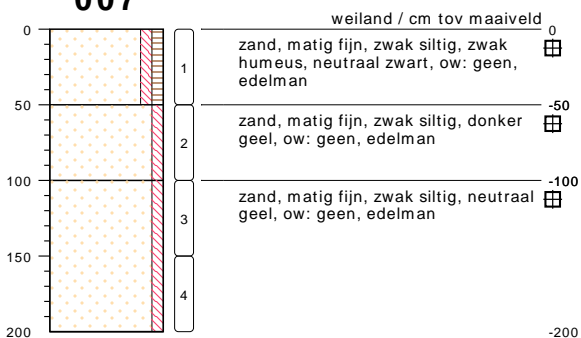 007
weiland / cm tov maaiveld
0
0
zand, matig fijn, zwak siltig, zwak
humeus, neutraal zwart, ow: geen,
edelman
1
50
-50
zand, matig fijn, zwak siltig, donker
geel, ow: geen, edelman
2
100
-100
zand, matig fijn, zwak siltig, neutraal
geel, ow: geen, edelman
3
150
4
200
-200